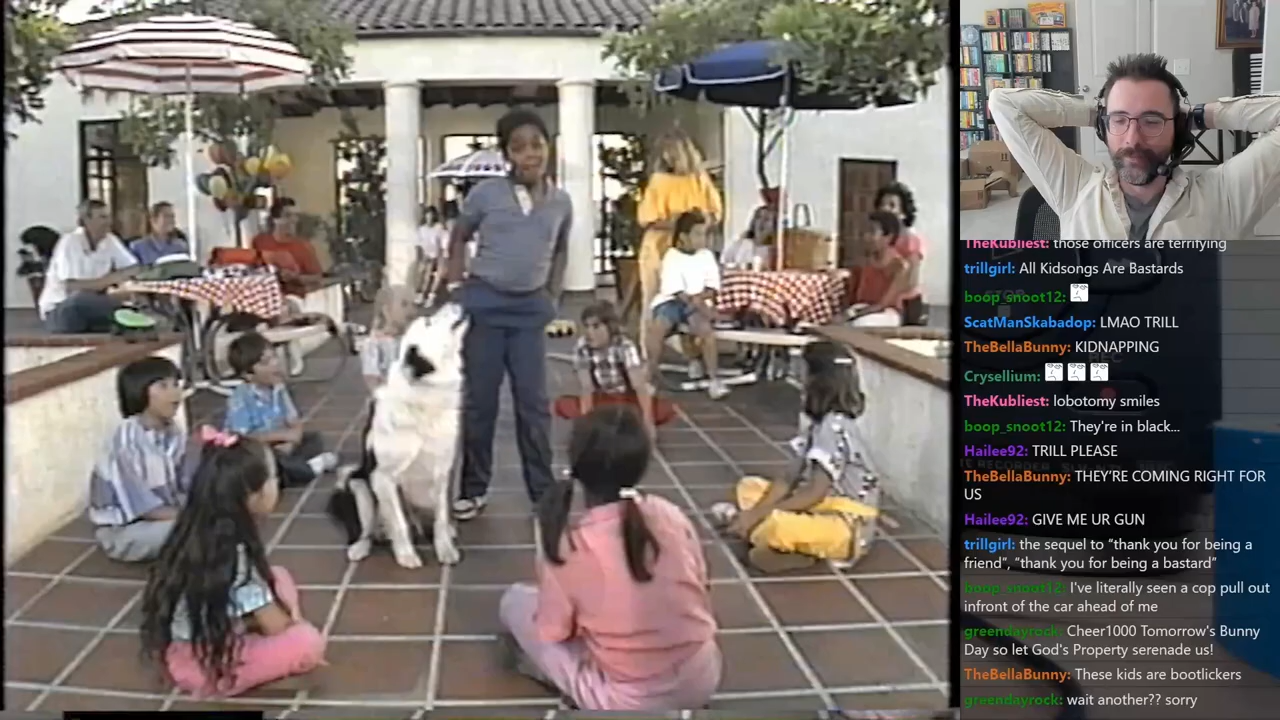 TheKubliest: those officers are terrifying
trillgirl: All Kidsongs Are Bastards
boop_snoot12:
ScatManSkabadop: LMAO TRILL
TheBellaBunny: KIDNAPPING
Crysellium:
TheKubliest: lobotomy smiles
boop_snoot12: They're in black...
Hailee92: TRILL PLEASE
TheBellaBunny: THEY'RE COMING RIGHT FOR
US
Hailee92: GIVE ME UR GUN
trillgirl: the sequel to “thank you for being a
friend”, “thank you for being a bastard”
boop_snoot12: I've literally seen a cop pull out
infront of the car ahead of me
greendayrock: Cheer1000 Tomorrow's Bunny
Day so let God's Property serenade us!
TheBellaBunny: These kids are bootlickers
greendayrock: wait another?? sorry